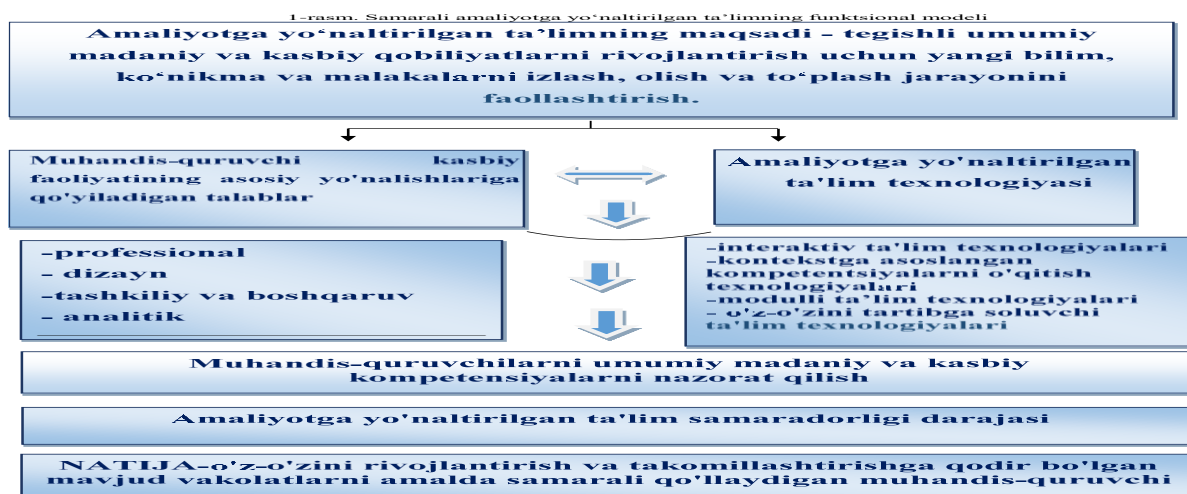 1-rasm. Samarali amaliyotga yo‘naltirilgan ta’limning funktsional modeli
Amaliyotga yo‘naltirilgan ta’limning maqsadi - tegishli umumiy
madaniy va kasbiy qobiliyatlarni rivojlantirish uchun yangi bilim,
ko‘nikma va malakalarni izlash, olish va to‘plash jarayonini
faollashtirish.
Muhandis-quruvchi kasbiy
faoliyatining asosiy yo'nalishlariga
qo'yiladigan talablar
Amaliyotga yo'naltirilgan
ta'lim texnologiyasi
-professional
- dizayn
-tashkiliy va boshqaruv
- analitik
-interaktiv ta'lim texnologiyalari
-kontekstga asoslangan
kompetentsiyalarni o'qitish
texnologiyalari
-modulli ta’lim texnologiyalari
- o'z-o'zini tartibga soluvchi
ta'lim texnologiyalari
Muhandis-quruvchilarni umumiy madaniy va kasbiy
kompetensiyalarni nazorat qilish
Amaliyotga yo'naltirilgan ta'lim samaradorligi darajasi
NATIJA-o'z-o'zini rivojlantirish va takomillashtirishga qodir bo'lgan
mavjud vakolatlarni amalda samarali qo'llaydigan muhandis-quruvchi